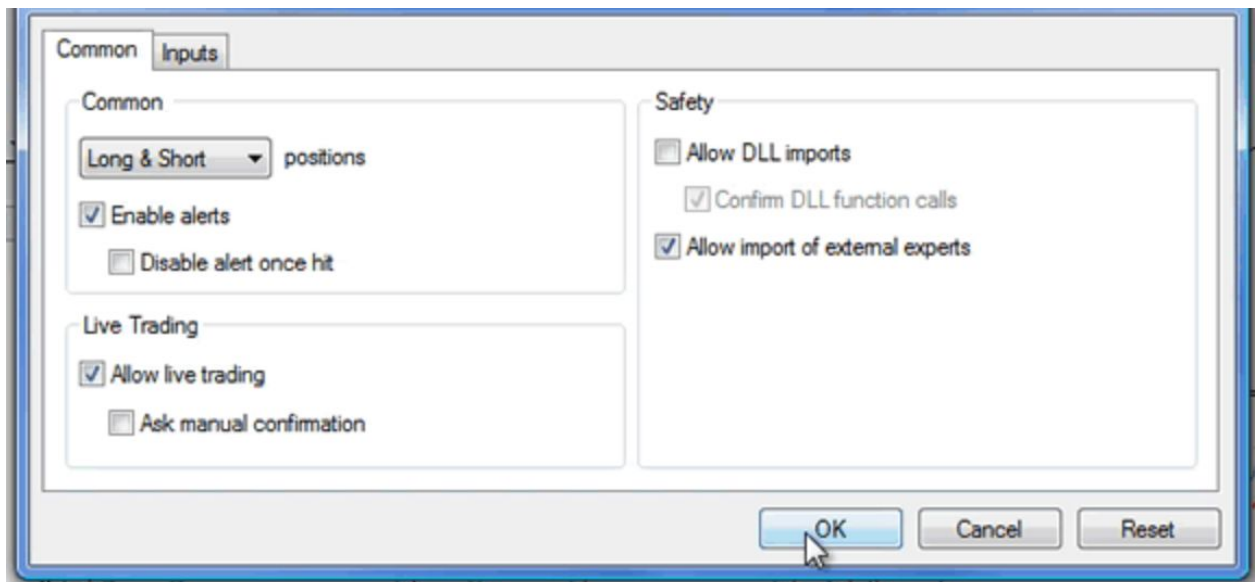 Common
Inputs
Common
Long & Short
positions
Enable alerts
Disable alert once hit
Live Trading
Allow live trading
Ask manual confirmation
Safety
Allow DLL imports
Confirm DLL function calls
Allow import of external experts
OK
Cancel
Reset